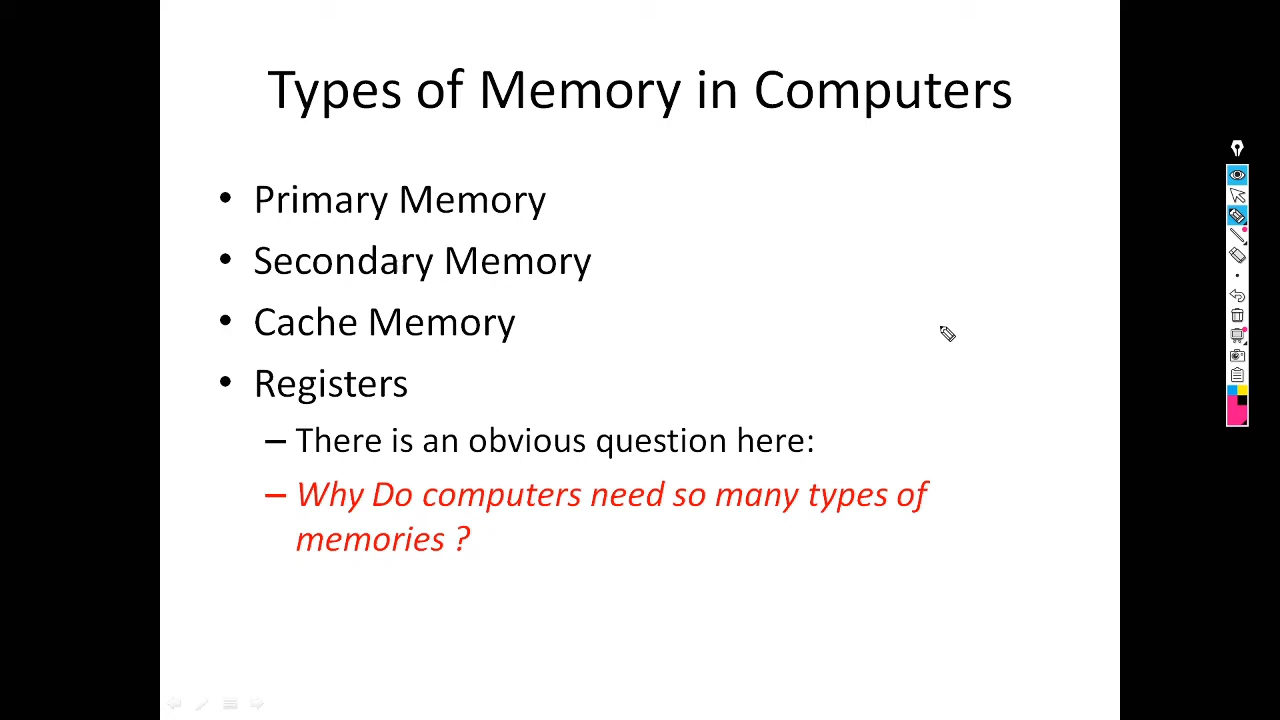 Types of Memory in Computers
• Primary Memory
• Secondary Memory
• Cache Memory
• Registers
– There is an obvious question here:
– Why Do computers need so many types of
memories ?